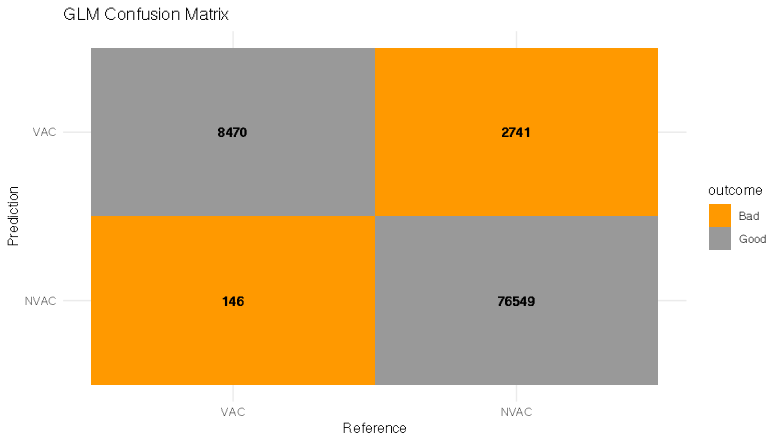 GLM Confusion Matrix
Prediction
VAC
8470
2741
NVAC
146
76549
VAC
NVAC
Reference
outcome
Bad
Good